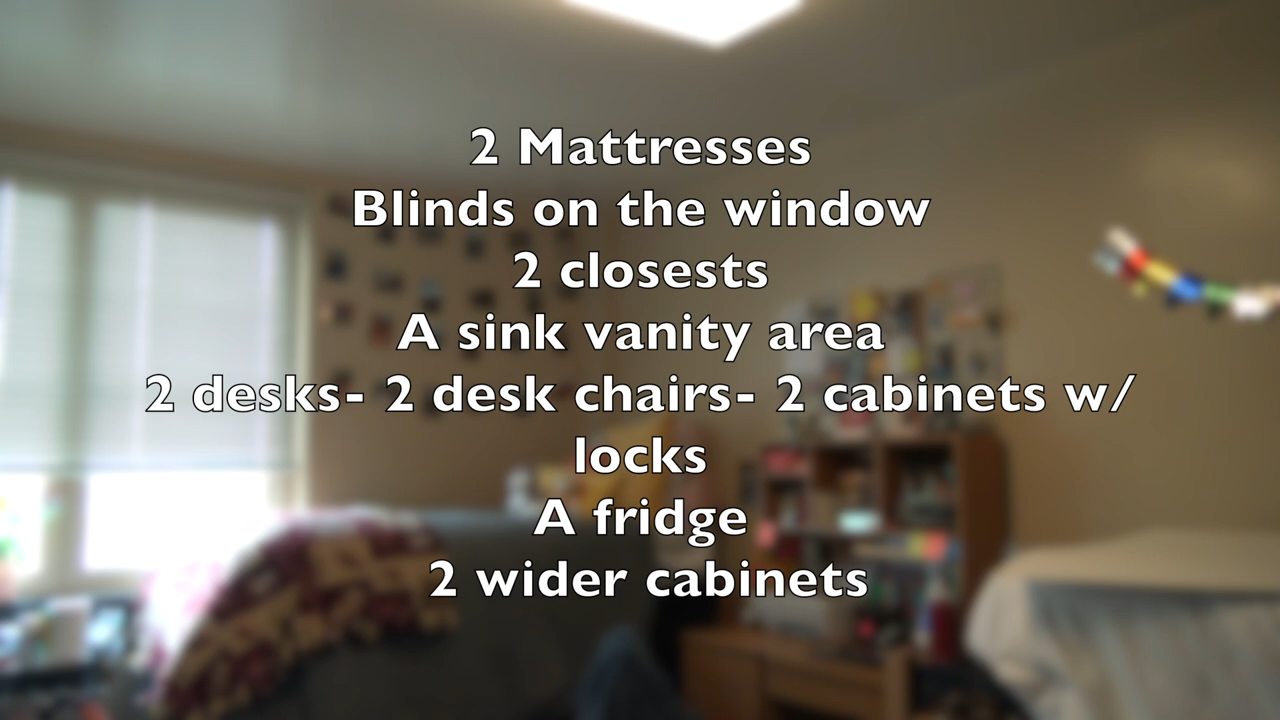 2 Mattresses
Blinds on the window
2 closests
A sink vanity area
2 desks- 2 desk chairs- 2 cabinets w/
locks
A fridge
2 wider cabinets